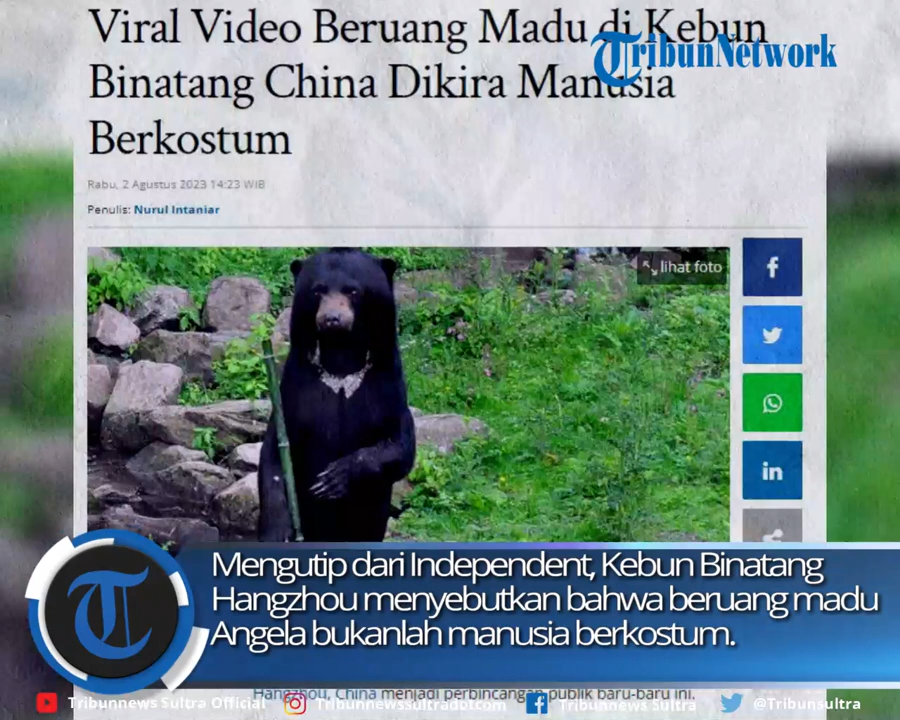 Viral Video Beruang Madu di Kebun
TribunNetwork
Binatang China Dikira Manusia
Berkostum
Rabu, 2 Agustus 2023 14:23 WIB
Penulis: Nurul Intaniar
lihat foto
f
in
Mengutip dari Independent, Kebun Binatang
Hangzhou menyebutkan bahwa beruang madu
T
Angela bukanlah manusia berkostum.
Hangzhou, China menjadi perbincangan publik baru-baru ini.
Tribunnews Sultra Official Tribunnewssultradotcom Tribunnews Sultra @Tribunsultra